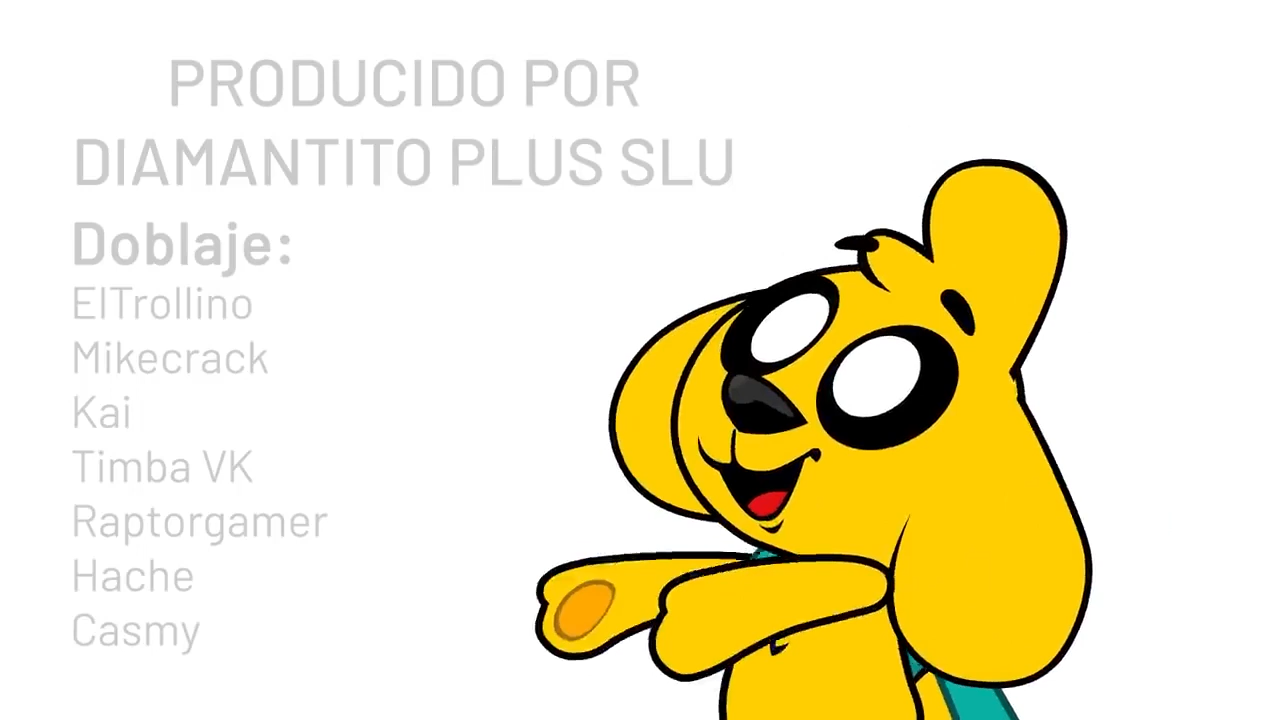 PRODUCIDO POR
DIAMANTITO PLUS SLU
Doblaje:
ElTrollino
Mikecrack
Kai
Timba VK
Raptorgamer
Hache
Casmy